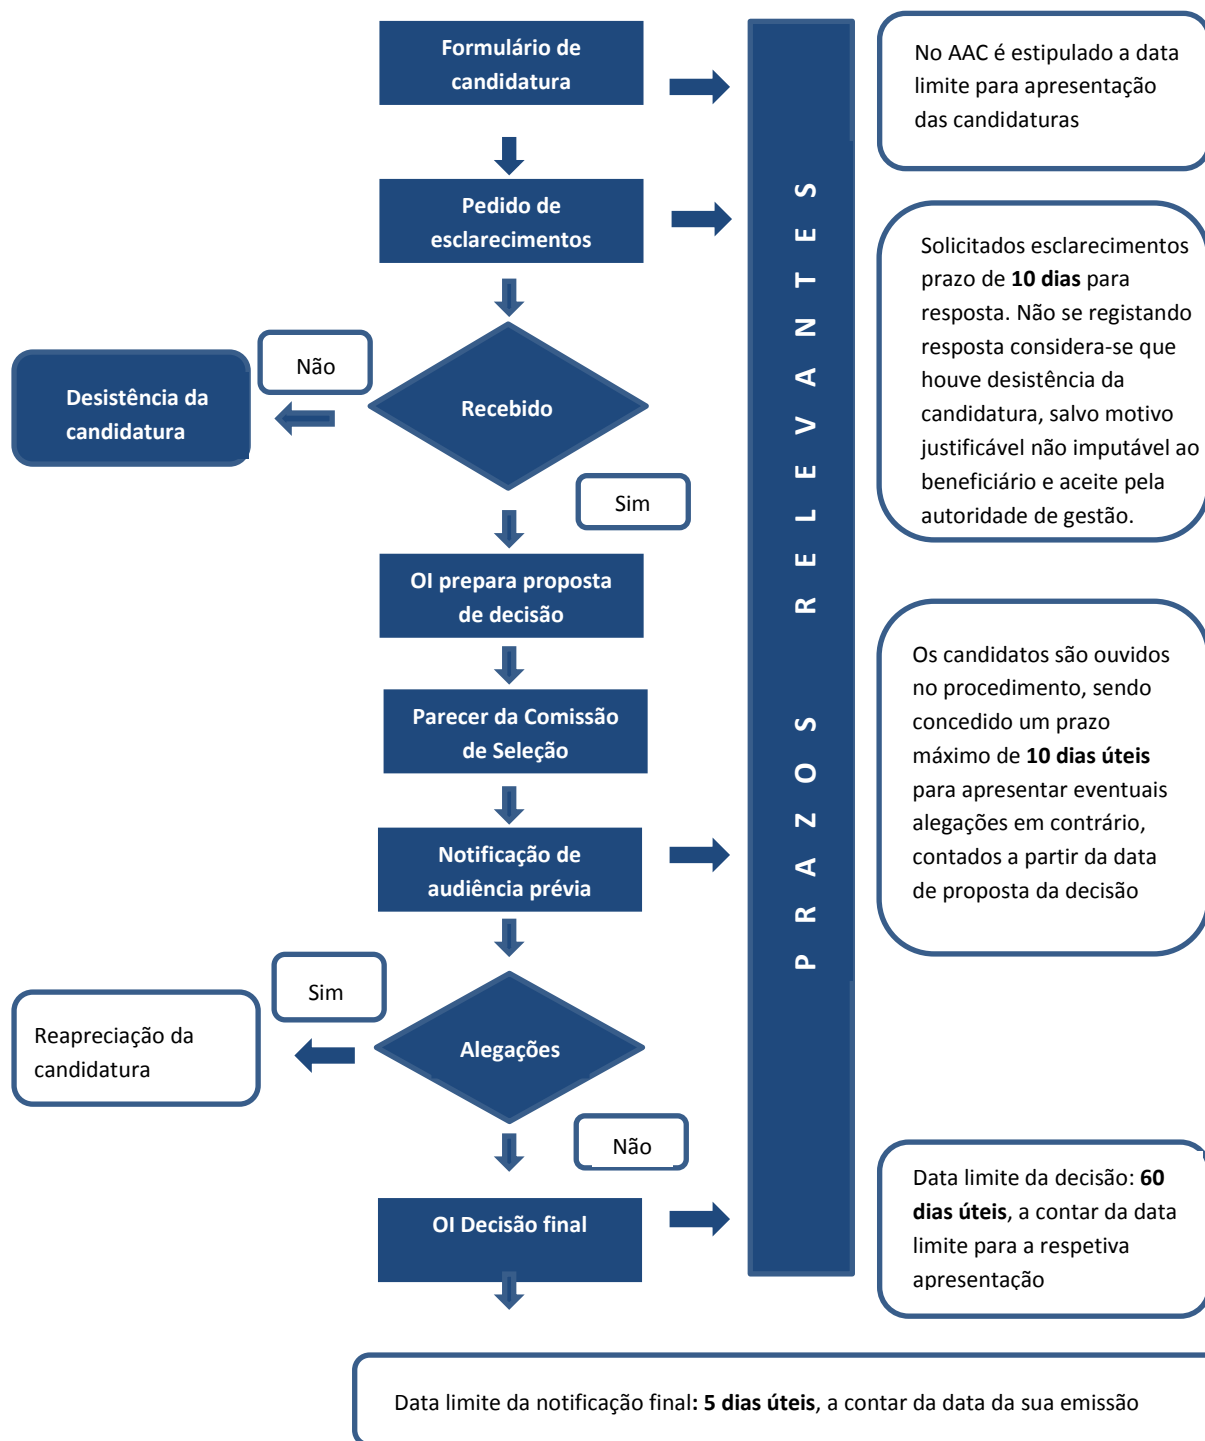 Formulário de
candidatura
No AAC é estipulado a data
limite para apresentação
das candidaturas
Pedido de
esclarecimentos
Solicitados esclarecimentos
prazo de 10 dias para
resposta. Não se registando
resposta considera-se que
houve desistência da
candidatura, salvo motivo
justificável não imputável ao
beneficiário e aceite pela
autoridade de gestão.
Não
Desistência da
candidatura
Recebido
Sim
OI prepara proposta
de decisão
Parecer da Comissão
de Seleção
Os candidatos são ouvidos
no procedimento, sendo
concedido um prazo
máximo de 10 dias úteis
para apresentar eventuais
alegações em contrário,
contados a partir da data
de proposta da decisão
Notificação de
audiência prévia
PRAZOS RELEVANTES
Sim
Reapreciação da
candidatura
Alegações
Não
OI Decisão final
Data limite da decisão: 60
dias úteis, a contar da data
limite para a respetiva
apresentação
Data limite da notificação final: 5 dias úteis, a contar da data da sua emissão